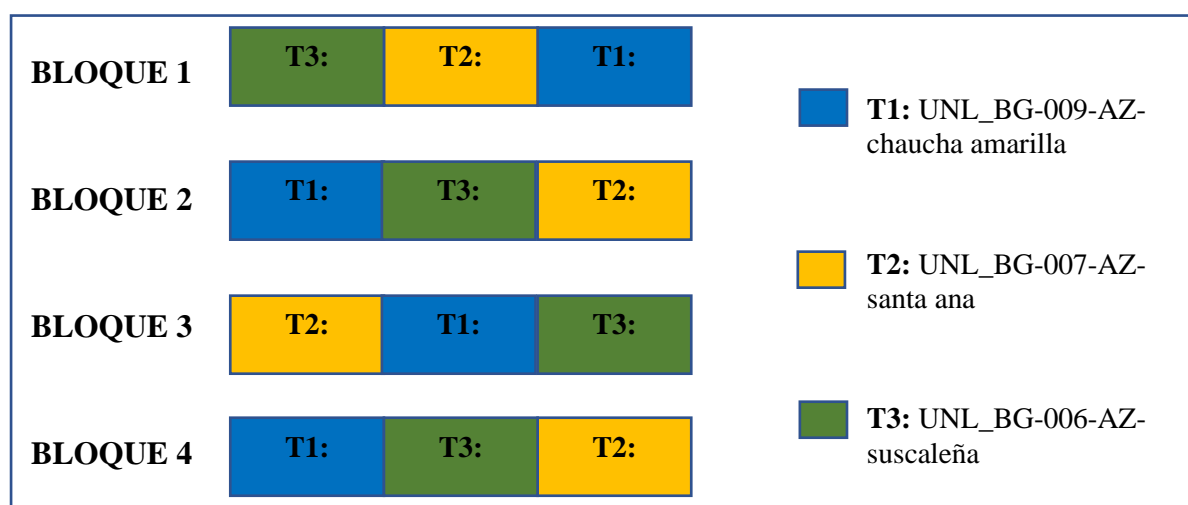 BLOQUE 1
T3: T2: T1:
BLOQUE 2
T1: T3: T2:
BLOQUE 3
T2: T1: T3:
BLOQUE 4
T1: T3: T2:
T1: UNL_BG-009-AZ-
chaucha amarilla
T2: UNL_BG-007-AZ-
santa ana
T3: UNL_BG-006-AZ-
suscaleña